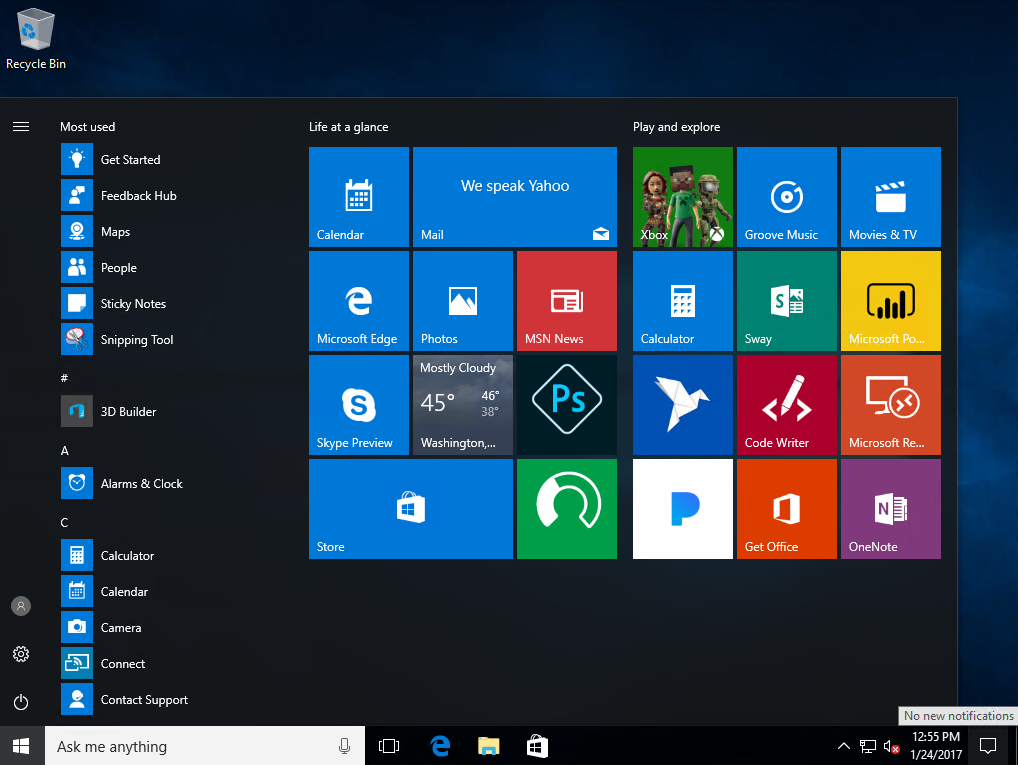 Recycle Bin
Most used
Get Started
Feedback Hub
Maps
People
Sticky Notes
Snipping Tool
#
3D Builder
A
Alarms & Clock
C
Calculator
Calendar
Camera
Connect
Contact Support
Life at a glance
Calendar
We speak Yahoo
Mail
Microsoft Edge
Photos
MSN News
Skype Preview
Mostly Cloudy
45°
46°
38°
Washington,...
Ps
Store
Play and explore
Xbox
Groove Music
Movies & TV
Calculator
S
Sway
Microsoft Po...
Code Writer
Microsoft Re...
Get Office
N
OneNote
No new notifications
Ask me anything
12:55 PM
1/24/2017